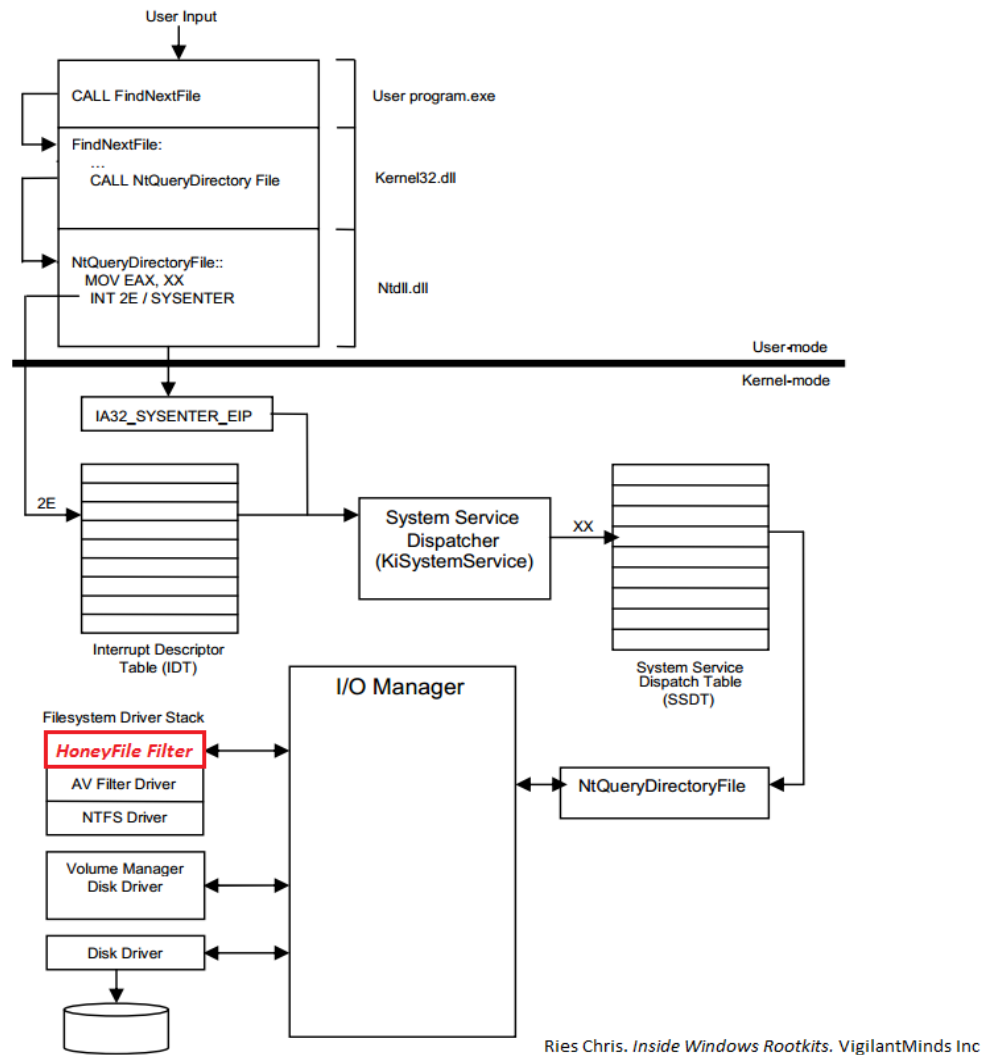 User Input
CALL FindNextFile
User program.exe
FindNextFile:
...
CALL NtQueryDirectory File
Kernel32.dll
NtQueryDirectoryFile::
MOV EAX, XX
INT 2E / SYSENTER
Ntdll.dll
User-mode
Kernel-mode
IA32_SYSENTER_EIP
2E
System Service
Dispatcher
(KiSystemService)
XX
Interrupt Descriptor
Table (IDT)
System Service
Dispatch Table
(SSDT)
I/O Manager
Filesystem Driver Stack
HoneyFile Filter
AV Filter Driver
NTFS Driver
NtQueryDirectoryFile
Volume Manager
Disk Driver
Disk Driver
Ries Chris. Inside Windows Rootkits. VigilantMinds Inc